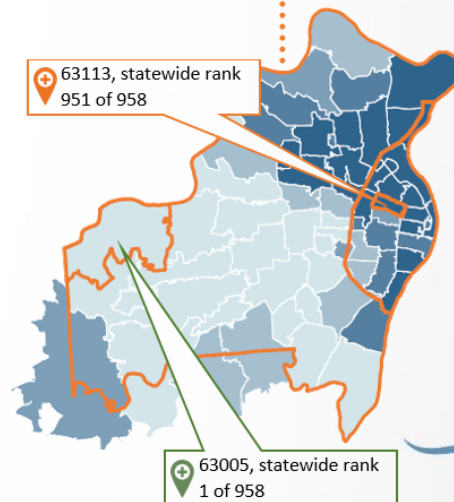 63113, statewide rank
951 of 958
63005, statewide rank
1 of 958